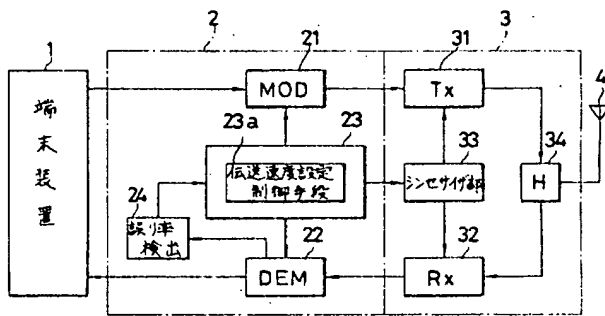 1
2
3
21
31
MOD
Tx
4
23a
23
33
34
端末装置
伝送速度設定
制御手段
シンセサイザ部
H
24
誤り率
検出
22
32
DEM
Rx